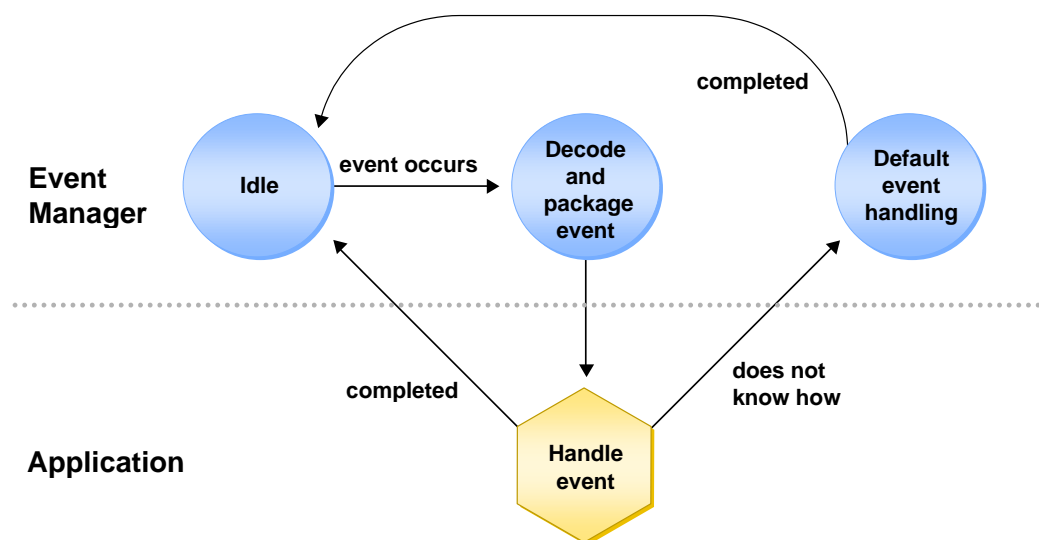 completed
Event
Manager
Idle
event occurs
Decode
and
package
event
Default
event
handling
completed
does not
know how
Application
Handle
event